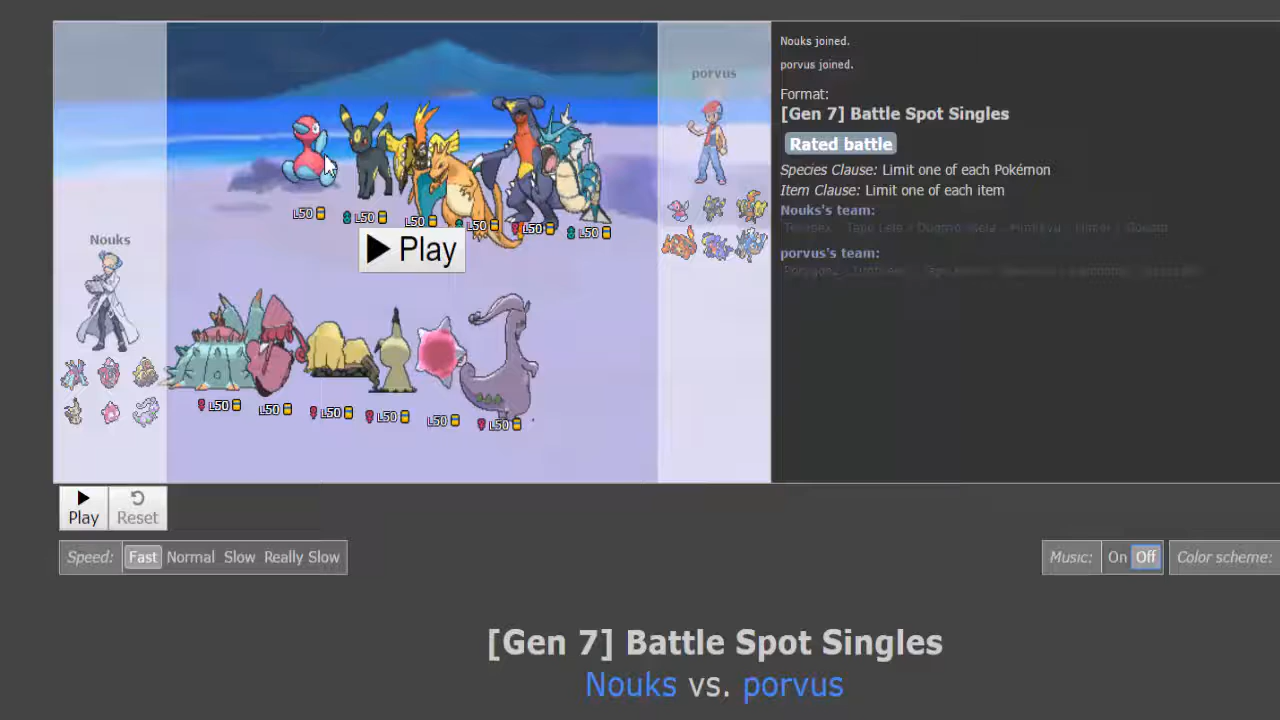 Nouks joined.
porvus joined.
Format:
[Gen 7] Battle Spot Singles
Rated battle
Species Clause: Limit one of each Pokémon
Item Clause: Limit one of each item
Nouks's team:
porvus's team:
porvus
Nouks
L50 L50 L50 L50 L50 L50
Play
L50 L50 L50 L50 L50 L50
Play Reset
Speed: Fast Normal Slow Really Slow
Music: On Off Color scheme:
[Gen 7] Battle Spot Singles
Nouks vs. porvus